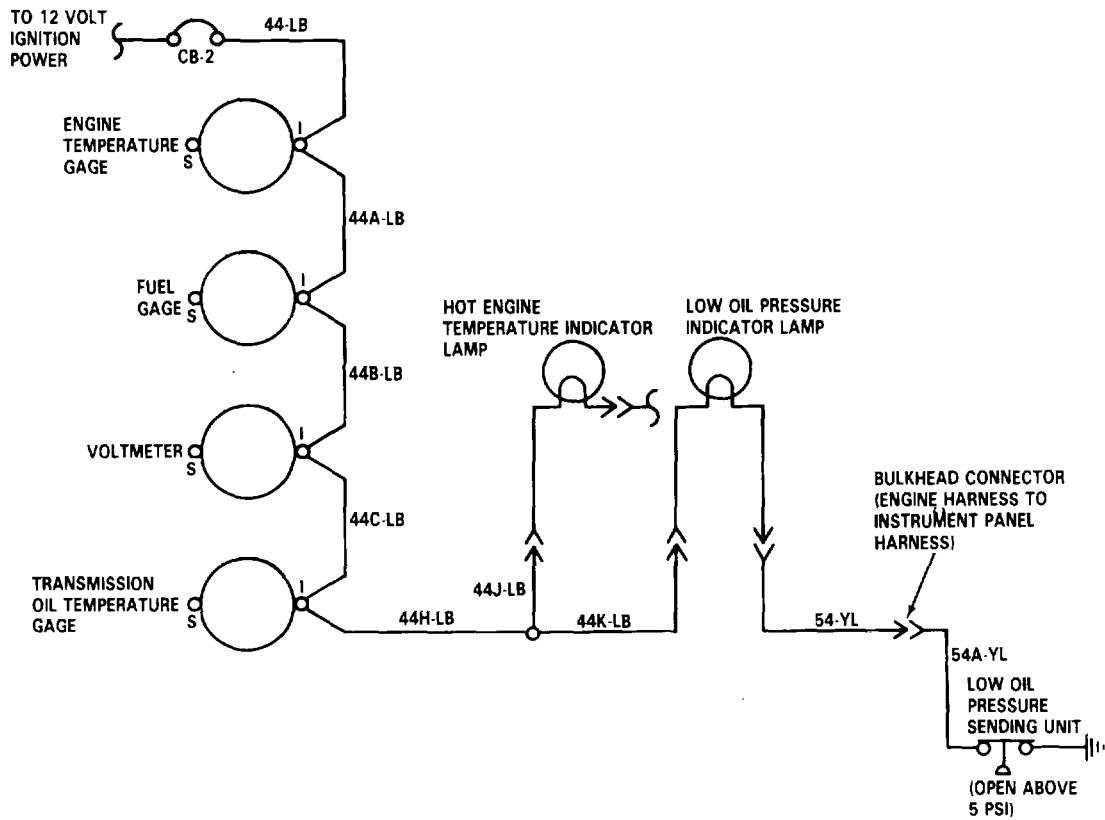 TO 12 VOLT
IGNITION
POWER
CB-2
44-LB
ENGINE
TEMPERATURE
GAGE
S
I
44A-LB
FUEL
GAGE
S
I
44B-LB
VOLTMETER
S
I
44C-LB
TRANSMISSION
OIL TEMPERATURE
GAGE
S
I
44H-LB
44J-LB
44K-LB
HOT ENGINE
TEMPERATURE INDICATOR
LAMP
LOW OIL PRESSURE
INDICATOR LAMP
BULKHEAD CONNECTOR
(ENGINE HARNESS TO
INSTRUMENT PANEL
HARNESS)
54-YL
54A-YL
LOW OIL
PRESSURE
SENDING UNIT
(OPEN ABOVE
5 PSI)